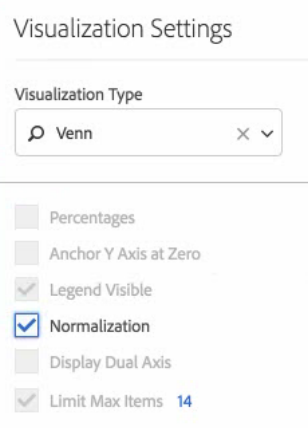 Visualization Settings
Visualization Type
Venn
Percentages
Anchor Y Axis at Zero
Legend Visible
Normalization
Display Dual Axis
Limit Max Items 14